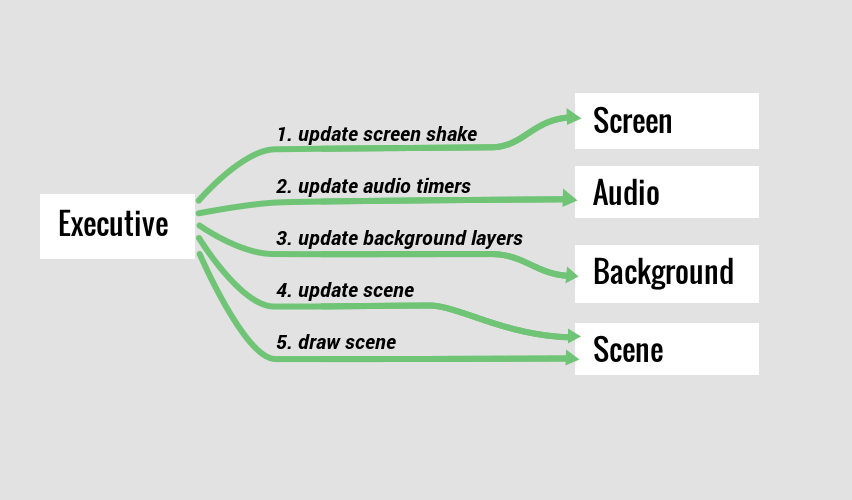 Executive
1. update screen shake
2. update audio timers
3. update background layers
4. update scene
5. draw scene
Screen
Audio
Background
Scene